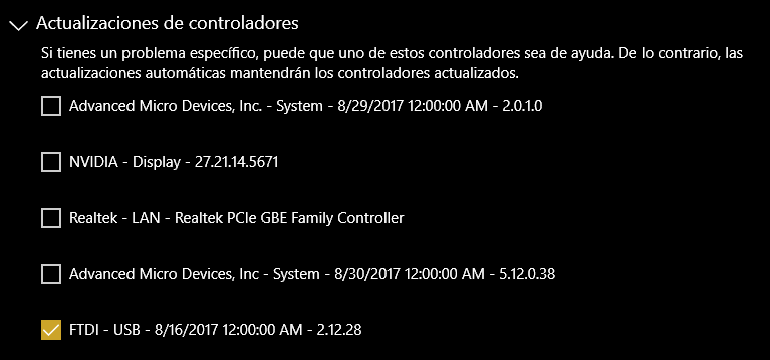 Actualizaciones de controladores
Si tienes un problema específico, puede que uno de estos controladores sea de ayuda. De lo contrario, las
actualizaciones automáticas mantendrán los controladores actualizados.
Advanced Micro Devices, Inc. - System - 8/29/2017 12:00:00 AM - 2.0.1.0
NVIDIA - Display - 27.21.14.5671
Realtek - LAN - Realtek PCIe GBE Family Controller
Advanced Micro Devices, Inc - System - 8/30/2017 12:00:00 AM - 5.12.0.38
FTDI - USB - 8/16/2017 12:00:00 AM - 2.12.28